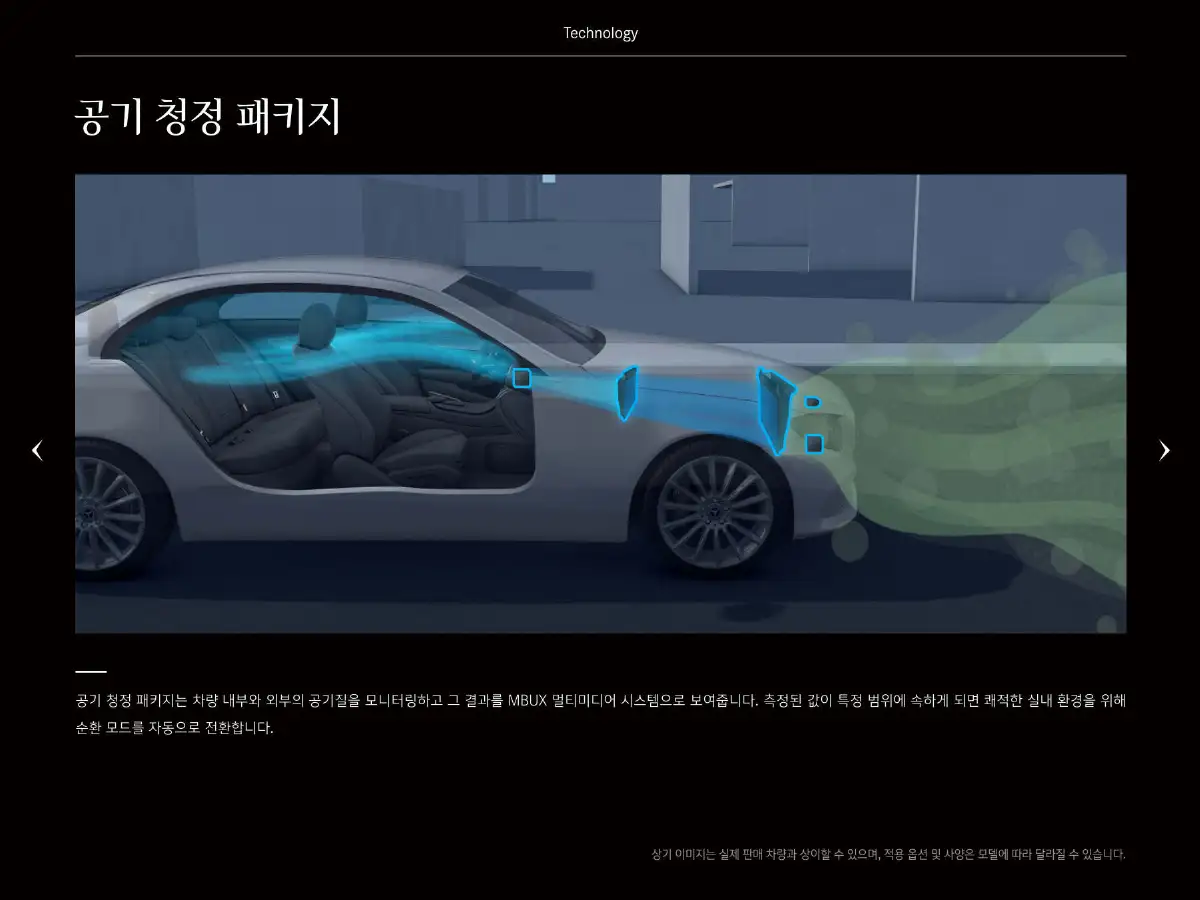 Technology
공기 청정 패키지
공기 청정 패키지는 차량 내부와 외부의 공기질을 모니터링하고 그 결과를 MBUX 멀티미디어 시스템으로 보여줍니다. 측정된 값이 특정 범위에 속하게 되면 쾌적한 실내 환경을 위해
순환 모드를 자동으로 전환합니다.
상기 이미지는 실제 판매 차량과 상이할 수 있으며, 적용 옵션 및 사양은 모델에 따라 달라질 수 있습니다.